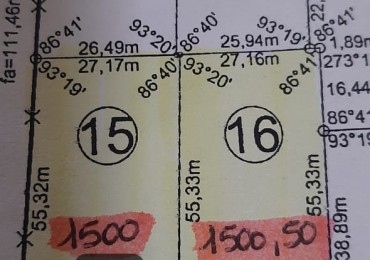 fa=111,46m
86°41'
93°20'
86°40'
93°19'
86°41'
22,
26,49m
25,94m
1,89m
27,17m
27,16m
273°1
93°19'
86°40'
93°20'
86°41'
16,44
15
16
86°4
93°19
55,32m
55,33m
55,33m
38,89m
1500
1500,50